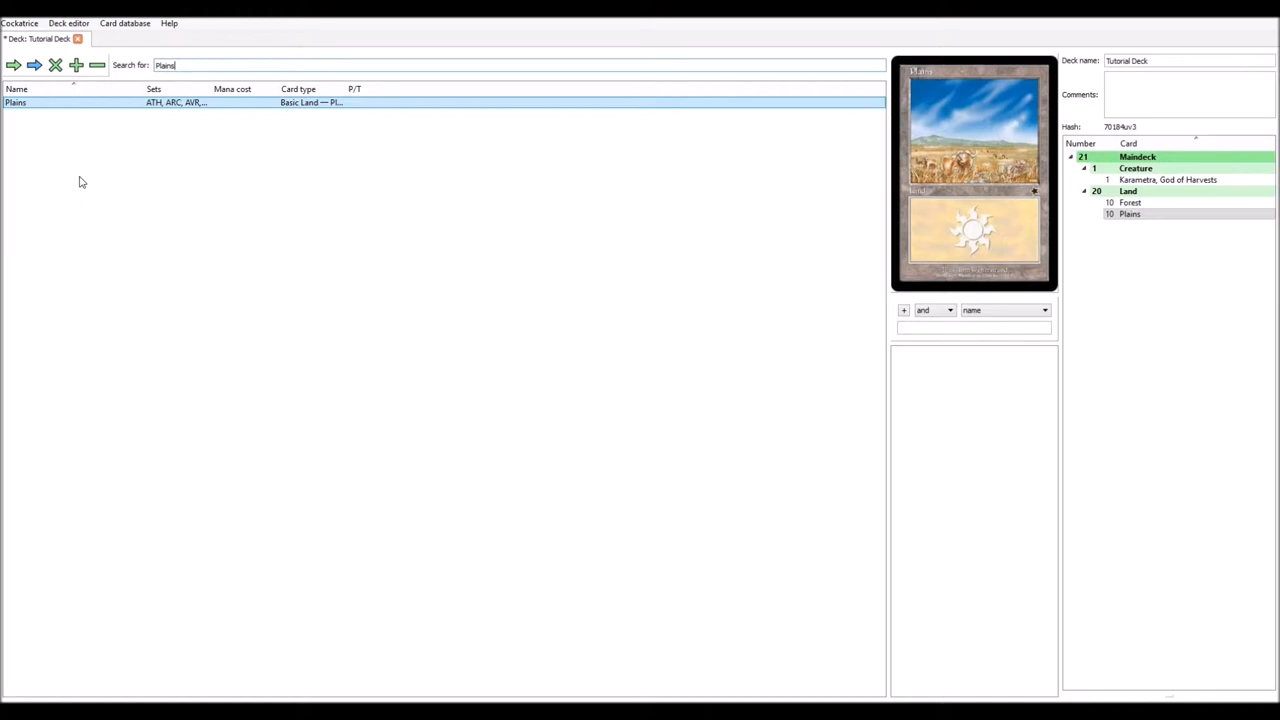 Cockatrice Deck editor Card database Help
* Deck: Tutorial Deck
Search for: Plains
Name Sets Mana cost Card type P/T
Plains ATH, ARC, AVR,... Basic Land — Pl...
Plains
Land
and name
Deck name: Tutorial Deck
Comments:
Hash: 70184uv3
Number Card
21 Maindeck
1 Creature
1 Karametra, God of Harvests
20 Land
10 Forest
10 Plains